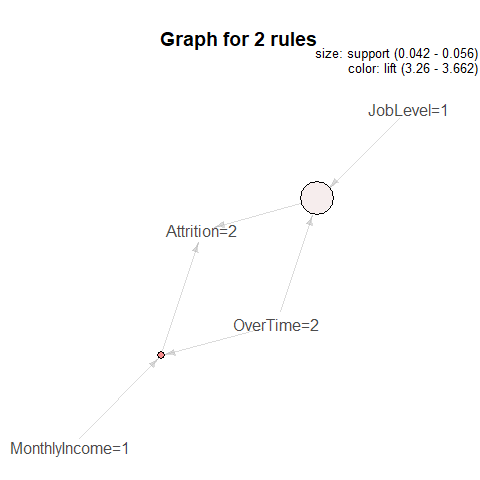 Graph for 2 rules
size: support (0.042 - 0.056)
color: lift (3.26 - 3.662)
JobLevel=1
Attrition=2
OverTime=2
MonthlyIncome=1